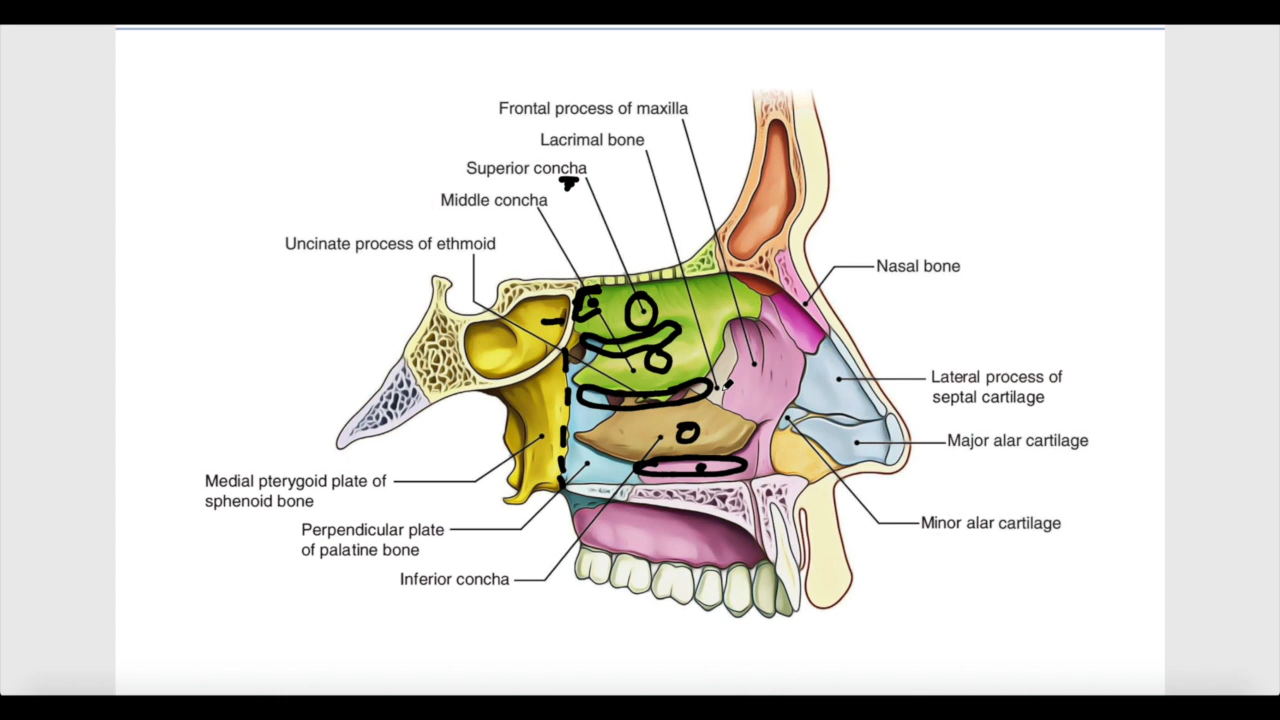 Frontal process of maxilla
Lacrimal bone
Superior concha
Middle concha
Uncinate process of ethmoid
Nasal bone
Lateral process of
septal cartilage
Major alar cartilage
Medial pterygoid plate of
sphenoid bone
Minor alar cartilage
Perpendicular plate
of palatine bone
Inferior concha